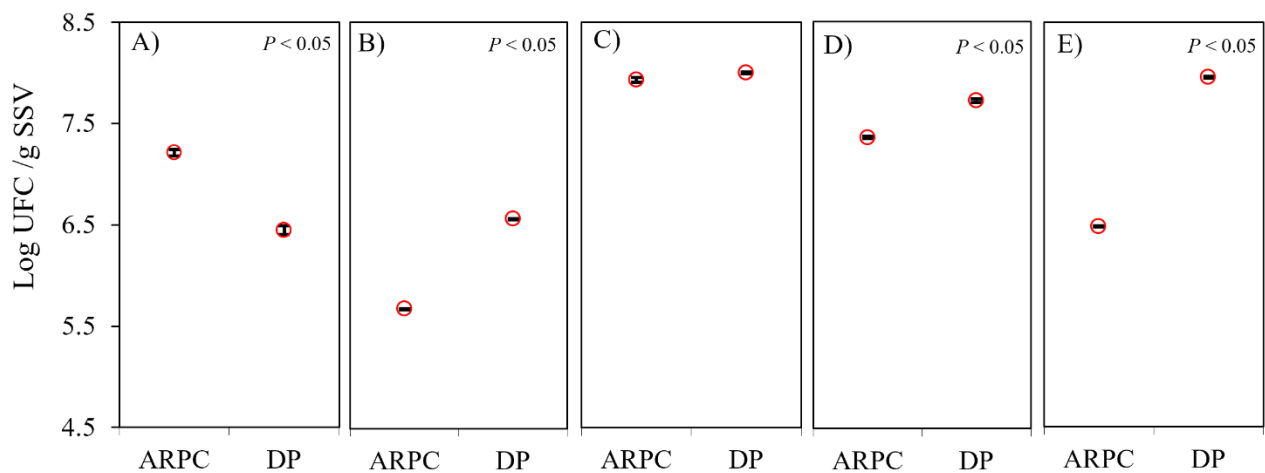 Log UFC /g SSV
8.5
7.5
6.5
5.5
4.5
A)
P < 0.05
B)
P < 0.05
C)
D)
P < 0.05
E)
P < 0.05
ARPC DP
ARPC DP
ARPC DP
ARPC DP
ARPC DP